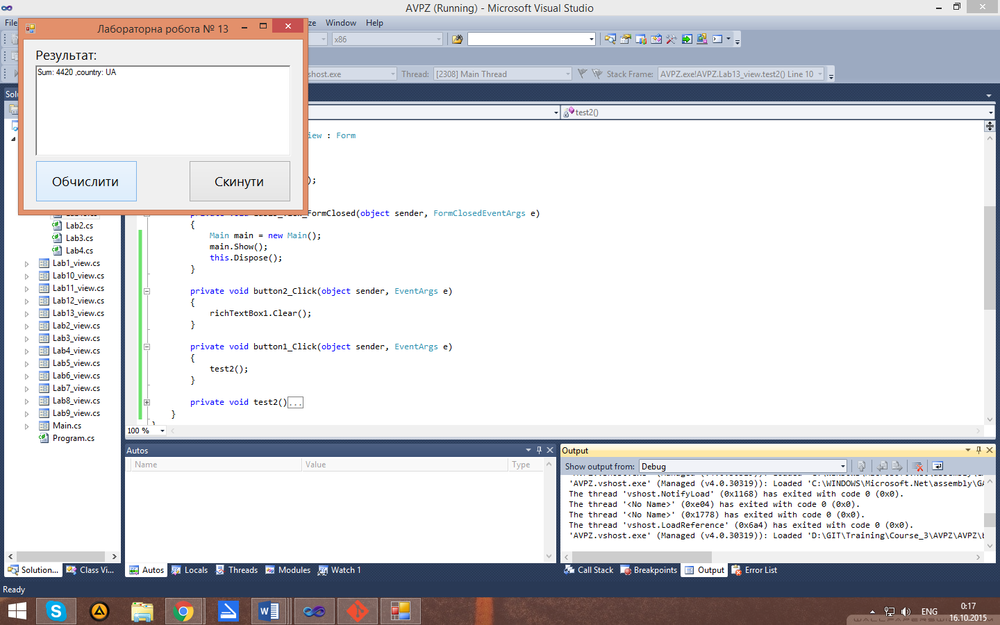 AVPZ (Running) - Microsoft Visual Studio
File
ze
Window
Help
Лабораторна робота № 13
Результат:
Sum: 4420 ,country: UA
Обчислити
Скинути
x86
shost.exe
Thread:
[2308] Main Thread
Stack Frame:
AVPZ.exe!AVPZ.Lab13_view.test2() Line 10
Solu
test2()
iew : Form
);
_FormClosed(object sender, FormClosedEventArgs e)
{
Main main = new Main();
main.Show();
this.Dispose();
}
private void button2_Click(object sender, EventArgs e)
{
richTextBox1.Clear();
}
private void button1_Click(object sender, EventArgs e)
{
test2();
}
private void test2()...
}
100 %
Lab2.cs
Lab3.cs
Lab4.cs
Lab1_view.cs
Lab10_view.cs
Lab11_view.cs
Lab12_view.cs
Lab13_view.cs
Lab2_view.cs
Lab3_view.cs
Lab4_view.cs
Lab5_view.cs
Lab6_view.cs
Lab7_view.cs
Lab8_view.cs
Lab9_view.cs
Main.cs
Program.cs
Solution...
Class Vi...
Autos
Name
Value
Type
Autos
Locals
Threads
Modules
Watch 1
Output
Show output from:
Debug
'AVPZ.vshost.exe' (Managed (v4.0.30319)): Loaded 'C:\WINDOWS\Microsoft.Net\assembly\GA
The thread 'vshost.NotifyLoad' (0x1168) has exited with code 0 (0x0).
The thread '<No Name>' (0xe04) has exited with code 0 (0x0).
The thread '<No Name>' (0x1778) has exited with code 0 (0x0).
The thread 'vshost.LoadReference' (0x6a4) has exited with code 0 (0x0).
'AVPZ.vshost.exe' (Managed (v4.0.30319)): Loaded 'D:\GIT\Training\Course_3\AVPZ\AVPZ\b
Call Stack
Breakpoints
Output
Error List
Ready
ENG
0:17
16.10.2015